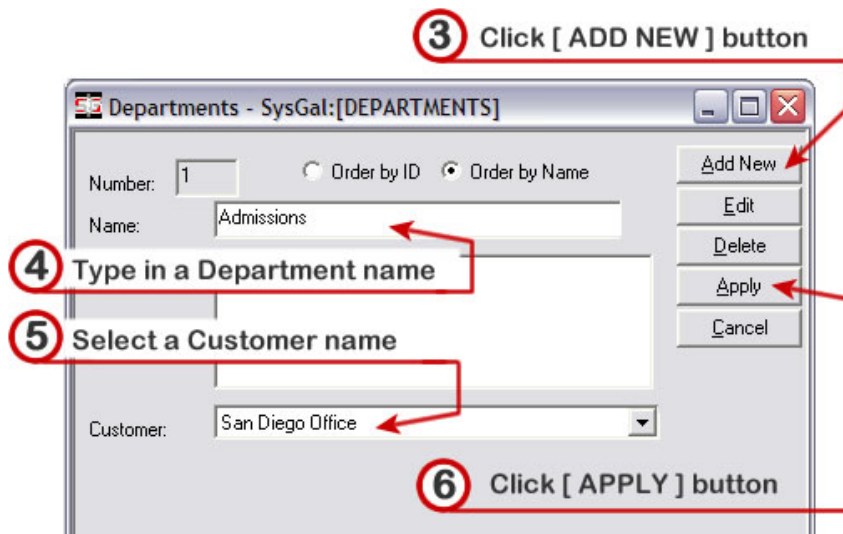 3 Click [ ADD NEW ] button
Departments - SysGal:[DEPARTMENTS]
Number: 1 Order by ID Order by Name Add New
Name: Admissions Edit
Delete
4 Type in a Department name
Apply
5 Select a Customer name Cancel
Customer: San Diego Office
6 Click [ APPLY ] button